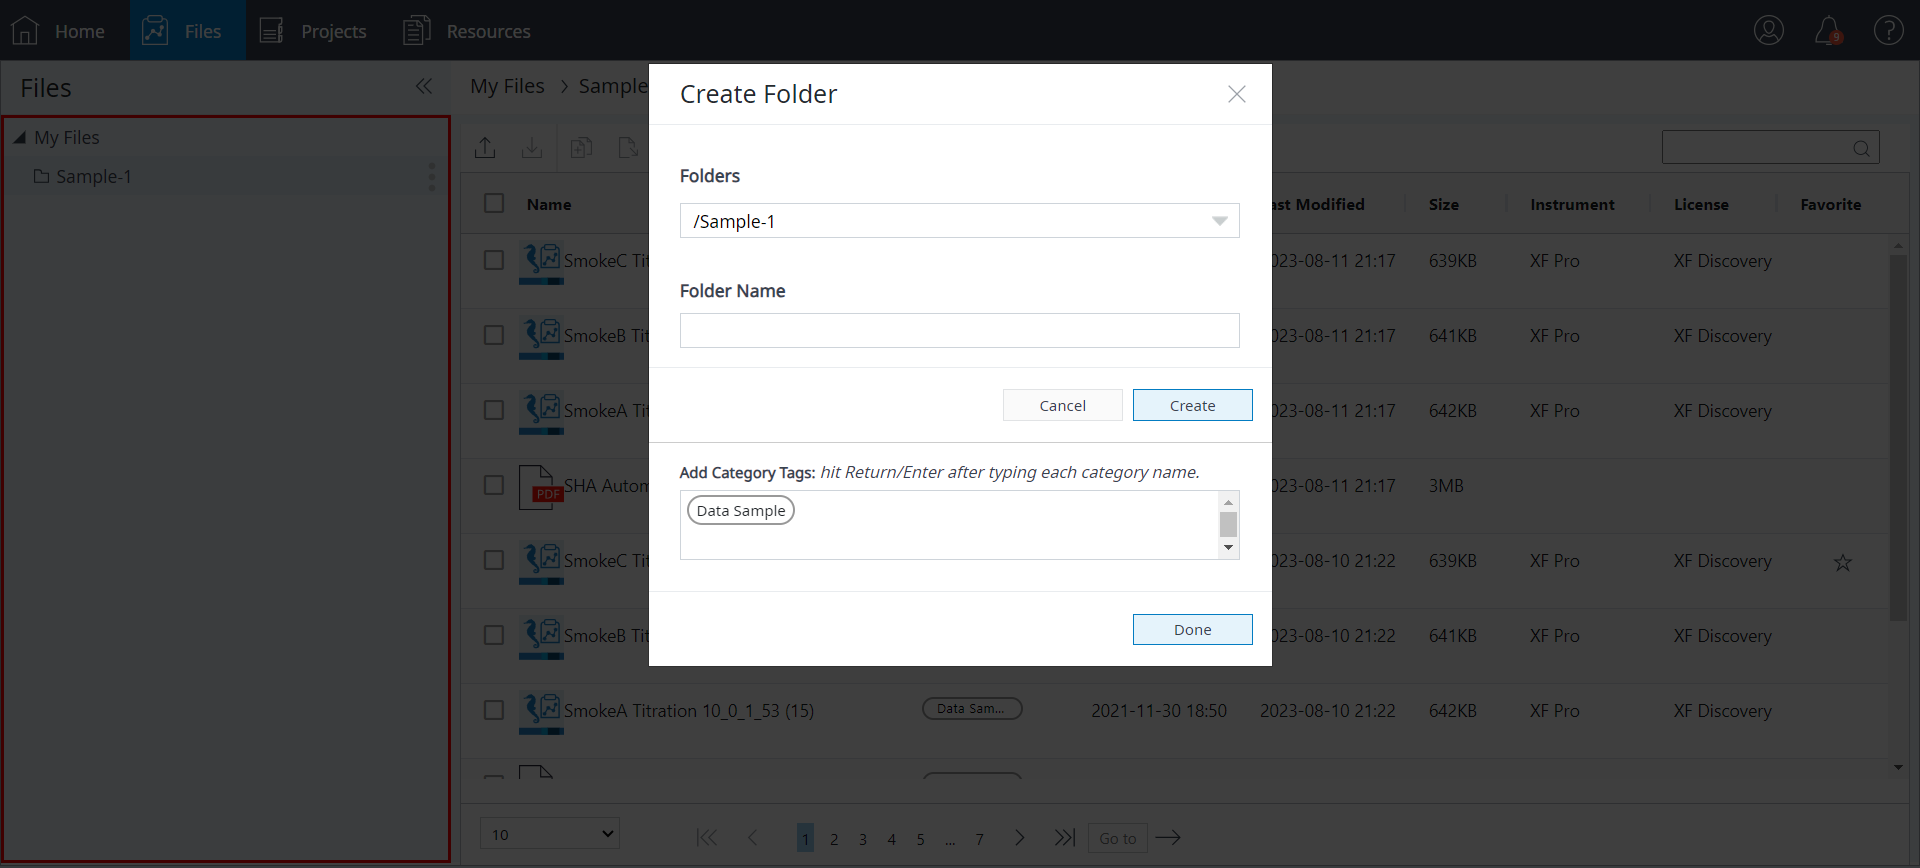 Home
Files
Projects
Resources
9
?
Files
My Files
Sample-1
My Files > Sample
Name
ast Modified
Size
Instrument
License
Favorite
SmokeC Tit
023-08-11 21:17
639KB
XF Pro
XF Discovery
SmokeB Tit
023-08-11 21:17
641KB
XF Pro
XF Discovery
SmokeA Tit
023-08-11 21:17
642KB
XF Pro
XF Discovery
PDF
SHA Autom
023-08-11 21:17
3MB
SmokeC Tit
023-08-10 21:22
639KB
XF Pro
XF Discovery
SmokeB Tit
023-08-10 21:22
641KB
XF Pro
XF Discovery
SmokeA Titration 10_0_1_53 (15)
Data Sam...
2021-11-30 18:50
2023-08-10 21:22
642KB
XF Pro
XF Discovery
10
1 2 3 4 5 ... 7
Go to
Create Folder
Folders
/Sample-1
Folder Name
Cancel
Create
Add Category Tags: hit Return/Enter after typing each category name.
Data Sample
Done